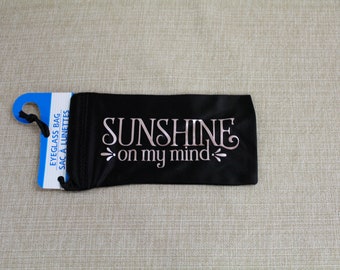 EYEGLASS BAG
SAC A LUNETTES
SUNSHINE
on my mind